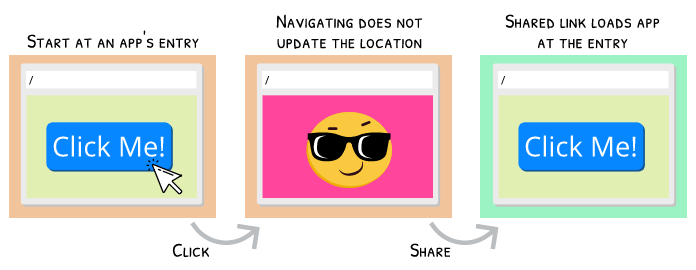 Start at an app's entry
/
Click Me!
Click
Navigating does not
update the location
/
Share
Shared link loads app
at the entry
/
Click Me!